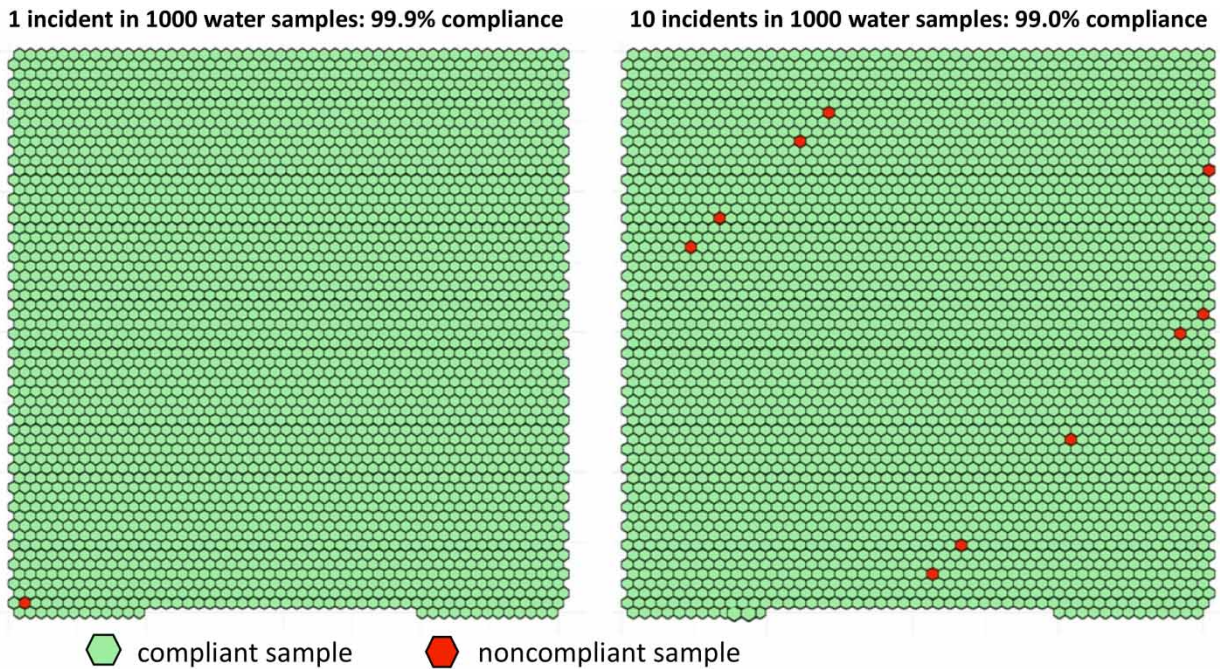 1 incident in 1000 water samples: 99.9% compliance
10 incidents in 1000 water samples: 99.0% compliance
compliant sample
noncompliant sample